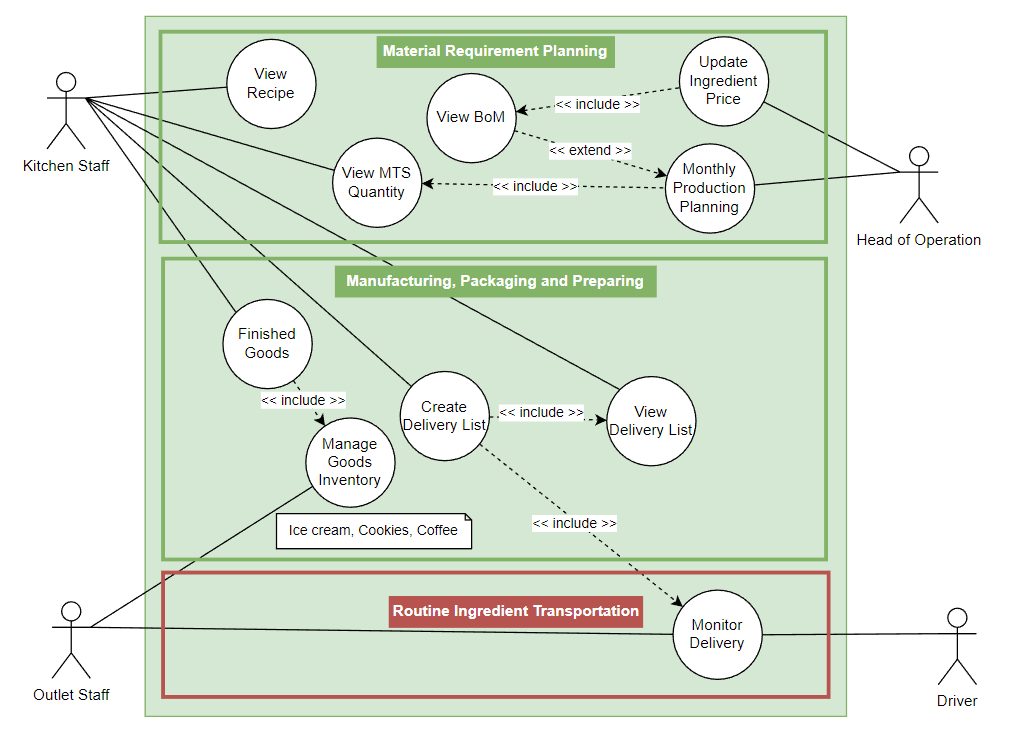 Material Requirement Planning
View
Recipe
View BoM
Update
Ingredient
Price
<< include >>
<< extend >>
View MTS
Quantity
<< include >>
Monthly
Production
Planning
Kitchen Staff
Head of Operation
Manufacturing, Packaging and Preparing
Finished
Goods
<< include >>
Create
Delivery List
<< include >>
View
Delivery List
Manage
Goods
Inventory
Ice cream, Cookies, Coffee
<< include >>
Routine Ingredient Transportation
Monitor
Delivery
Outlet Staff
Driver